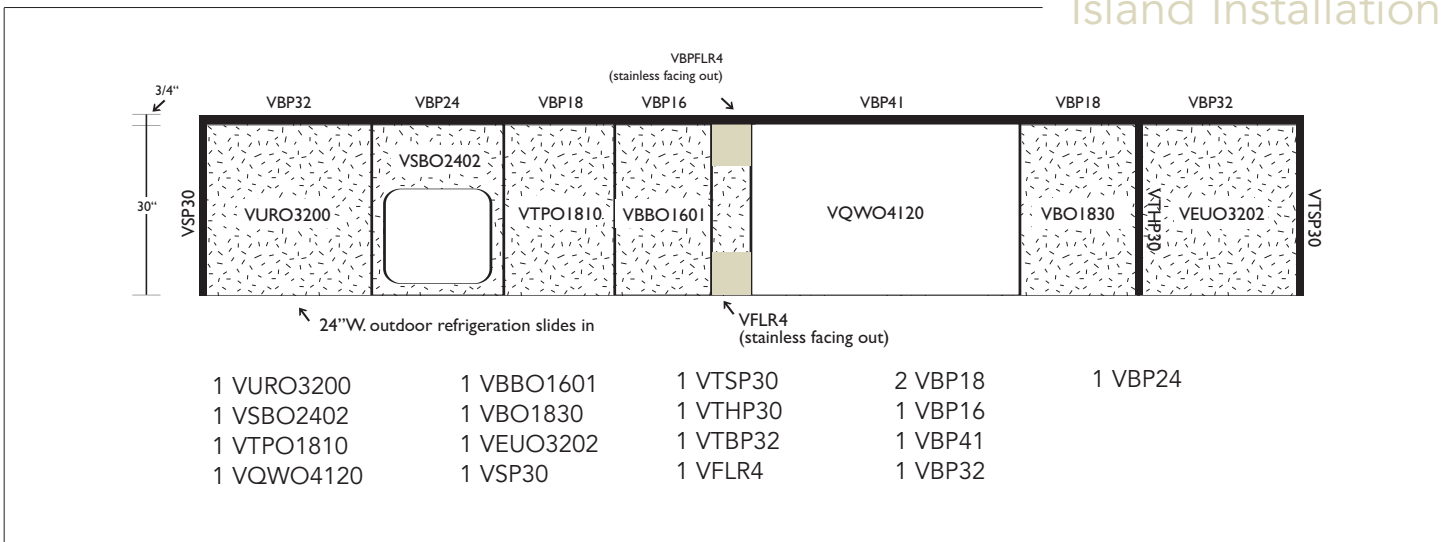 Island Installation
VBPFLR4
(stainless facing out)
3/4“
VBP32
VBP24
VBP18
VBP16
VBP41
VBP18
VBP32
30“
VSP30
VURO3200
VSBO2402
VTPO1810
VBBO1601
VQWO4120
VBO1830
VTHP30
VEUO3202
VTSP30
24”W. outdoor refrigeration slides in
VFLR4
(stainless facing out)
1 VURO3200
1 VSBO2402
1 VTPO1810
1 VQWO4120
1 VBBO1601
1 VBO1830
1 VEUO3202
1 VSP30
1 VTSP30
1 VTHP30
1 VTBP32
1 VFLR4
2 VBP18
1 VBP16
1 VBP41
1 VBP32
1 VBP24